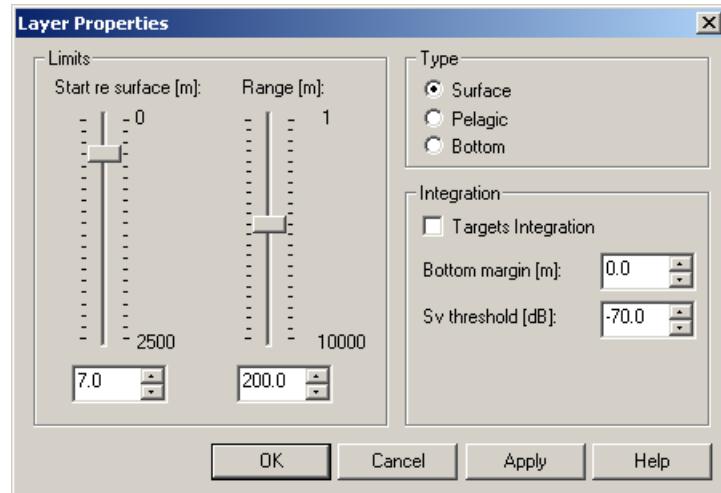 Layer Properties
Limits
Start re surface [m]:
Range [m]:
0
2500
7.0
1
10000
200.0
Type
Surface
Pelagic
Bottom
Integration
Targets Integration
Bottom margin [m]:
0.0
Sv threshold [dB]:
-70.0
OK
Cancel
Apply
Help